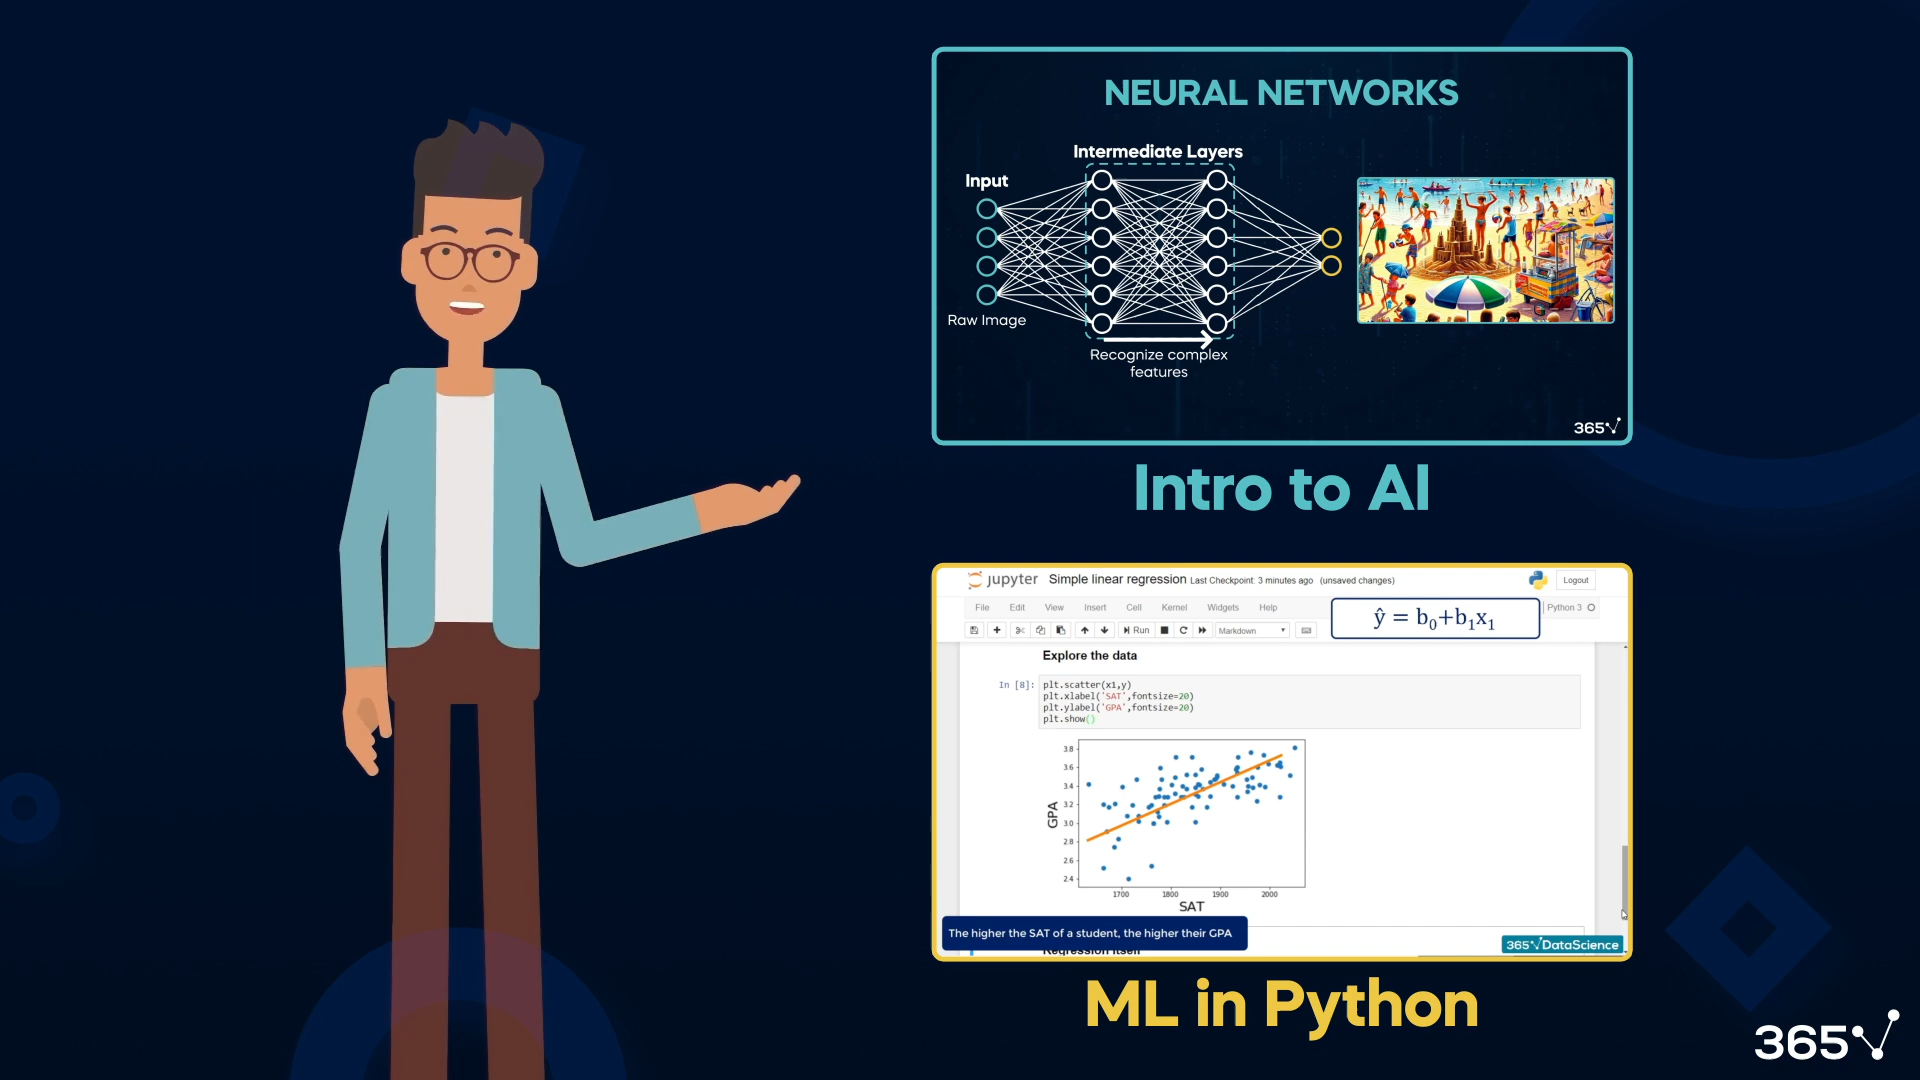 NEURAL NETWORKS
Intermediate Layers
Input
Raw Image
Recognize complex
features
365
Intro to AI
jupyter Simple linear regression Last Checkpoint: 3 minutes ago (unsaved changes)
Logout
File Edit View Insert Cell Kernel Widgets Help
ŷ = b₀+b₁x₁
Python 3
Run
Markdown
Explore the data
In [8]:
plt.scatter(x1,y)
plt.xlabel('SAT',fontsize=20)
plt.ylabel('GPA',fontsize=20)
plt.show()
3.8
3.6
3.4
3.2
3.0
2.8
2.6
2.4
GPA
1700 1800 1900 2000
SAT
The higher the SAT of a student, the higher their GPA
Regression itself
365 DataScience
ML in Python
365